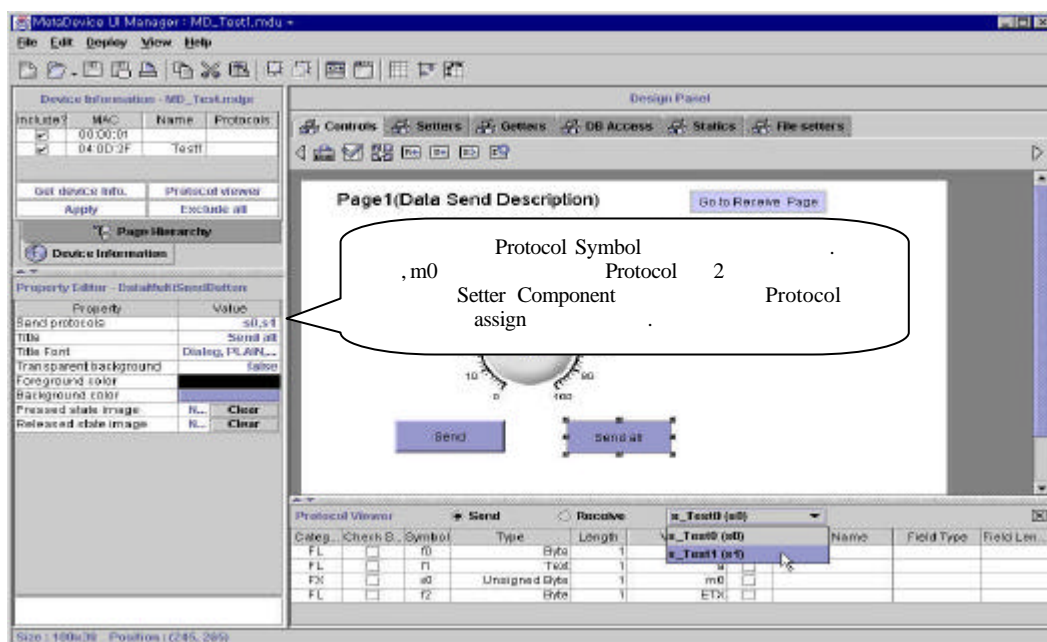 MetaDevice UI Manager : MD_Test1.mdu
File Edit Deploy View Help
Device Information - MD_Test.mdpx
Design Panel
Include? MAC Name Protocols
00:00:01
04:0D:2F Test1
Controls Setters Getters DB Access Statics File setters
Get device info. Protocol viewer
Apply Exclude all
Page Hierarchy
Device Information
Page1(Data Send Description)
Go to Receive Page
Protocol Symbol .
, m0 Protocol 2
Setter Component Protocol
assign .
Property Editor - DataMultiSendButton
Property Value
Send protocols s0,s1
Title Send all
Title Font Dialog, PLAIN,...
Transparent background false
Foreground color
Background color
Pressed state image N... Clear
Released state image N... Clear
10 90
0 100
Send Send all
Protocol Viewer Send Receive s_Test0 (s0)
s_Test0 (s0)
s_Test1 (s1)
Categ... Check B... Symbol Type Length Name Field Type Field Len...
FL f0 Byte 1
FL f1 Text 1 a
FX x0 Unsigned Byte 1 m0
FL f2 Byte 1 ETX
Size : 100x30 Position : (245, 265)